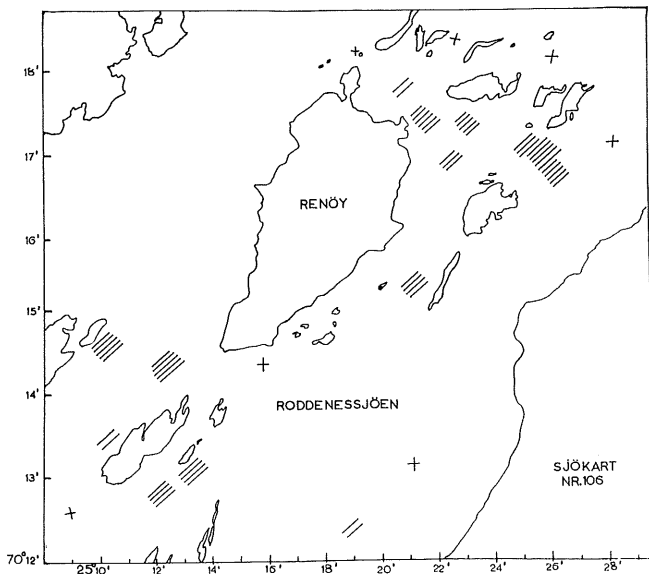 18'
17'
RENÖY
16'
15'
14'
RODDENESSJÖEN
13'
SJÖKART
NR.106
70°12'
25°10' 12' 14' 16' 18' 20' 22' 24' 26' 28'